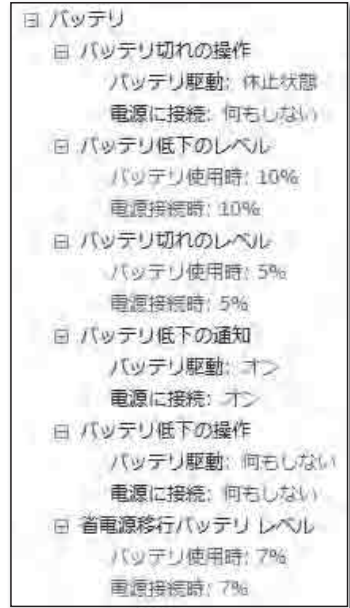 バッテリ
バッテリ切れの操作
バッテリ駆動: 休止状態
電源に接続: 何もしない
バッテリ低下のレベル
バッテリ使用時: 10%
電源接続時: 10%
バッテリ切れのレベル
バッテリ使用時: 5%
電源接続時: 5%
バッテリ低下の通知
バッテリ駆動: オン
電源に接続: オン
バッテリ低下の操作
バッテリ駆動: 何もしない
電源に接続: 何もしない
省電源移行バッテリ レベル
バッテリ使用時: 7%
電源接続時: 7%